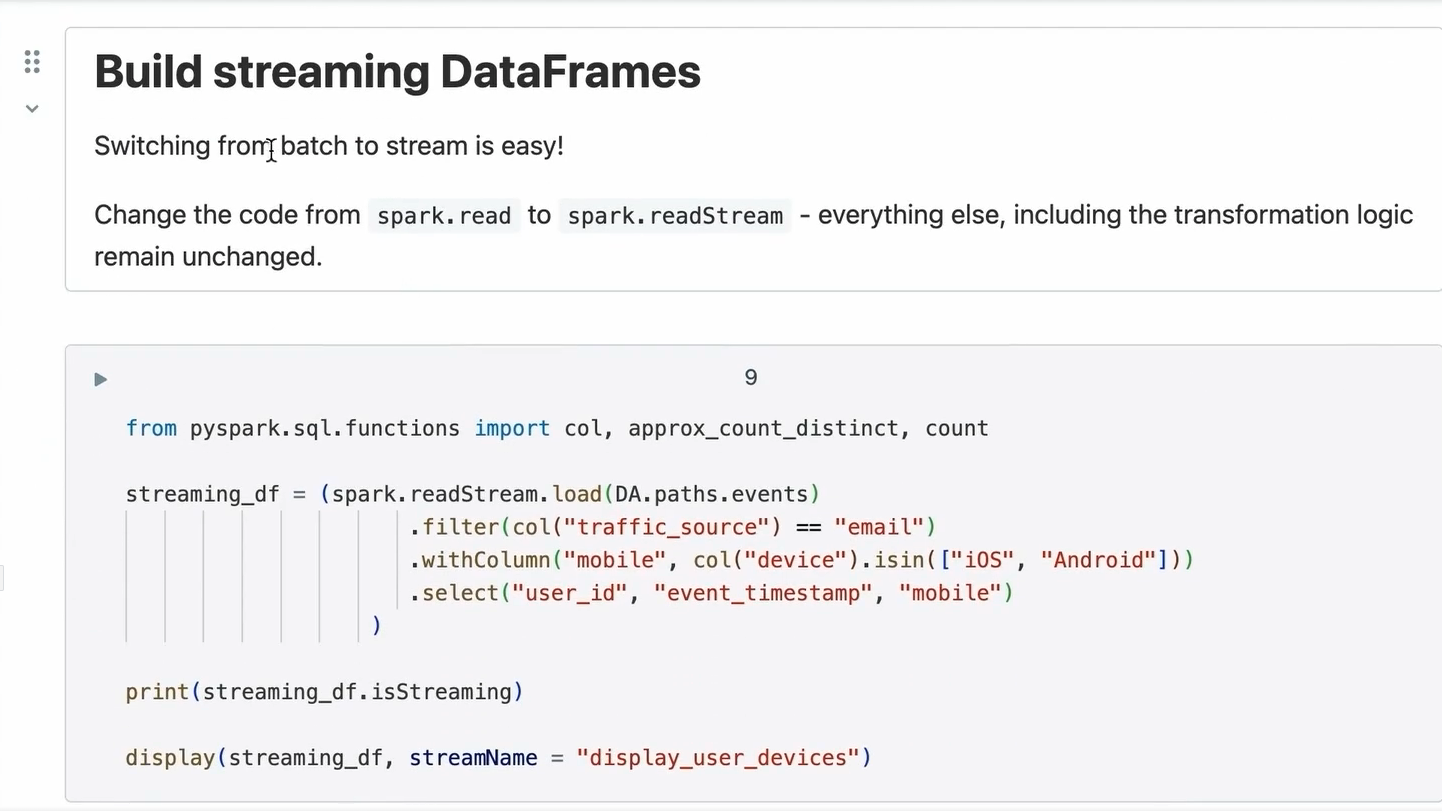 Build streaming DataFrames
Switching from batch to stream is easy!
Change the code from spark.read to spark.readStream - everything else, including the transformation logic
remain unchanged.
9
from pyspark.sql.functions import col, approx_count_distinct, count
streaming_df = (spark.readStream.load(DA.paths.events)
.filter(col("traffic_source") == "email")
.withColumn("mobile", col("device").isin(["iOS", "Android"]))
.select("user_id", "event_timestamp", "mobile")
)
print(streaming_df.isStreaming)
display(streaming_df, streamName = "display_user_devices")